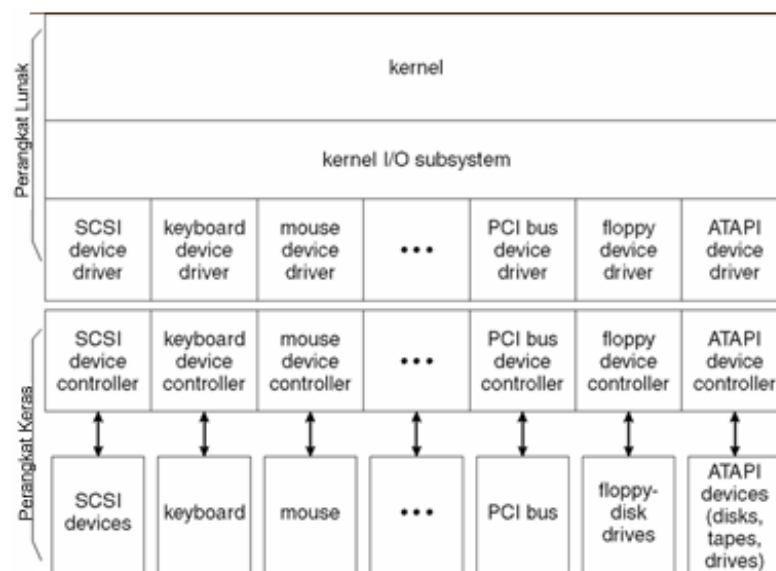 Perangkat Lunak
kernel
kernel I/O subsystem
SCSI
device
driver
keyboard
device
driver
mouse
device
driver
•••
PCI bus
device
driver
floppy
device
driver
ATAPI
device
driver
Perangkat Keras
SCSI
device
controller
keyboard
device
controller
mouse
device
controller
•••
PCI bus
device
controller
floppy
device
controller
ATAPI
device
controller
SCSI
devices
keyboard
mouse
•••
PCI bus
floppy-
disk
drives
ATAPI
devices
(disks,
tapes,
drives)